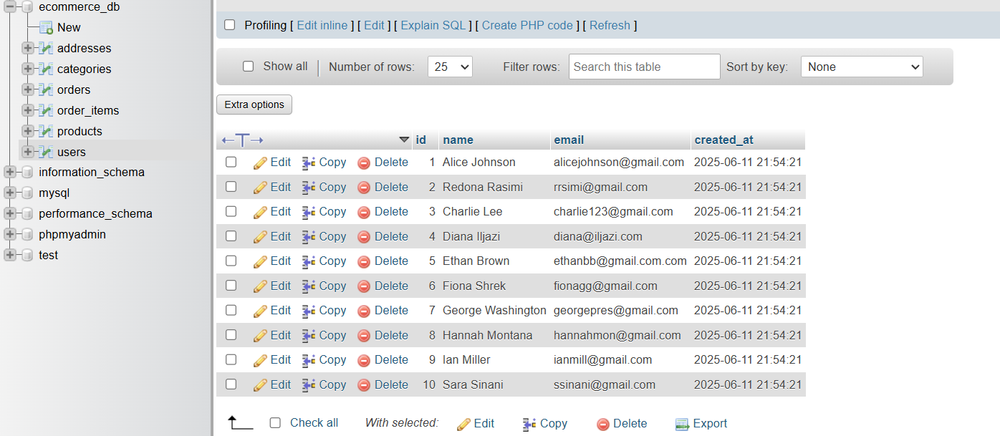 ecommerce_db
New
addresses
categories
orders
order_items
products
users
information_schema
mysql
performance_schema
phpmyadmin
test
Profiling [ Edit inline ] [ Edit ] [ Explain SQL ] [ Create PHP code ] [ Refresh ]
Show all | Number of rows: 25 Filter rows: Search this table Sort by key: None
Extra options
←T→ id name email created_at
Edit Copy Delete 1 Alice Johnson alicejohnson@gmail.com 2025-06-11 21:54:21
Edit Copy Delete 2 Redona Rasimi rrsimi@gmail.com 2025-06-11 21:54:21
Edit Copy Delete 3 Charlie Lee charlie123@gmail.com 2025-06-11 21:54:21
Edit Copy Delete 4 Diana Iljazi diana@iljazi.com 2025-06-11 21:54:21
Edit Copy Delete 5 Ethan Brown ethanbb@gmail.com.com 2025-06-11 21:54:21
Edit Copy Delete 6 Fiona Shrek fionagg@gmail.com 2025-06-11 21:54:21
Edit Copy Delete 7 George Washington georgepres@gmail.com 2025-06-11 21:54:21
Edit Copy Delete 8 Hannah Montana hannahmon@gmail.com 2025-06-11 21:54:21
Edit Copy Delete 9 Ian Miller ianmill@gmail.com 2025-06-11 21:54:21
Edit Copy Delete 10 Sara Sinani ssinani@gmail.com 2025-06-11 21:54:21
Check all With selected: Edit Copy Delete Export